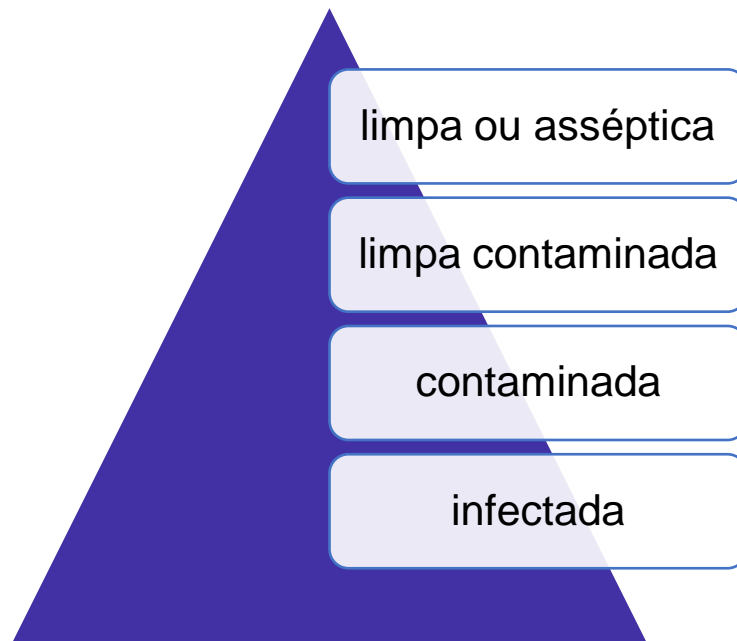 limpa ou asséptica
limpa contaminada
contaminada
infectada